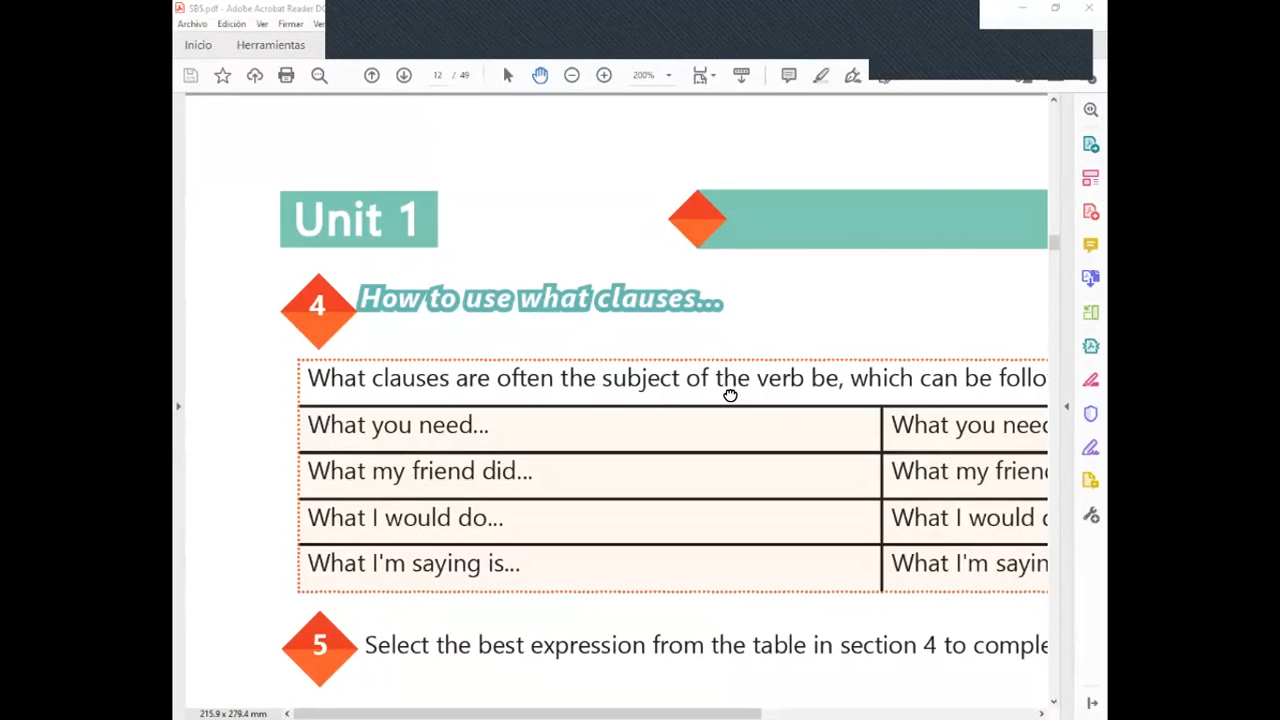 SB5.pdf - Adobe Acrobat Reader DC
Archivo Edición Ver Firmar
Inicio Herramientas
12 / 49 200%
Unit 1
4 How to use what clauses...
What clauses are often the subject of the verb be, which can be follo
What you need... What you need
What my friend did... What my frien
What I would do... What I would
What I'm saying is... What I'm sayin
5 Select the best expression from the table in section 4 to comple
215.9 x 279.4 mm